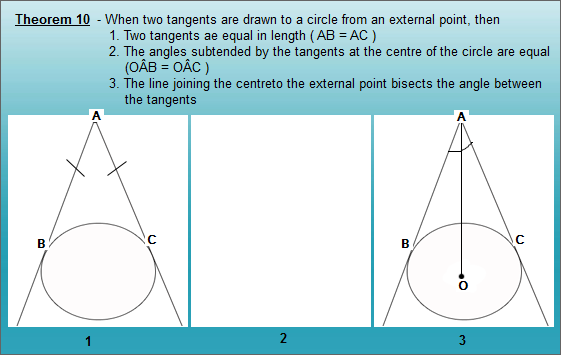 Theorem 10 - When two tangents are drawn to a circle from an external point, then
1. Two tangents ae equal in length ( AB = AC )
2. The angles subtended by the tangents at the centre of the circle are equal
(OÂB = OÂC )
3. The line joining the centreto the external point bisects the angle between
the tangents
A
A
B
C
B
C
O
1
2
3